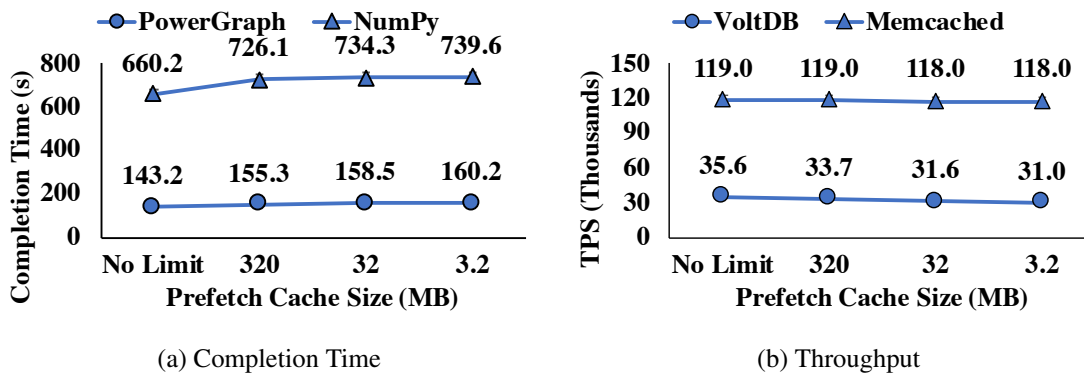 PowerGraph NumPy
Completion Time (s)
800
600
400
200
0
660.2 726.1 734.3 739.6
143.2 155.3 158.5 160.2
No Limit 320 32 3.2
Prefetch Cache Size (MB)
(a) Completion Time
VoltDB Memcached
TPS (Thousands)
150
120
90
60
30
0
119.0 119.0 118.0 118.0
35.6 33.7 31.6 31.0
No Limit 320 32 3.2
Prefetch Cache Size (MB)
(b) Throughput